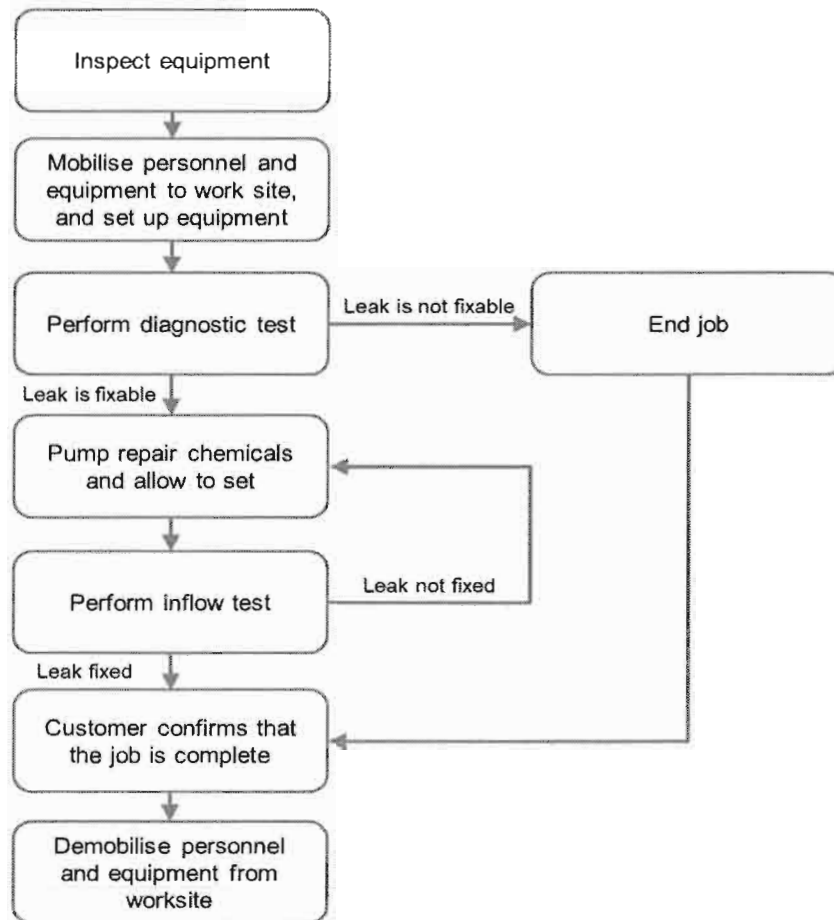 Inspect equipment
Mobilise personnel and
equipment to work site,
and set up equipment
Perform diagnostic test
Leak is not fixable
End job
Leak is fixable
Pump repair chemicals
and allow to set
Perform inflow test
Leak not fixed
Leak fixed
Customer confirms that
the job is complete
Demobilise personnel
and equipment from
worksite